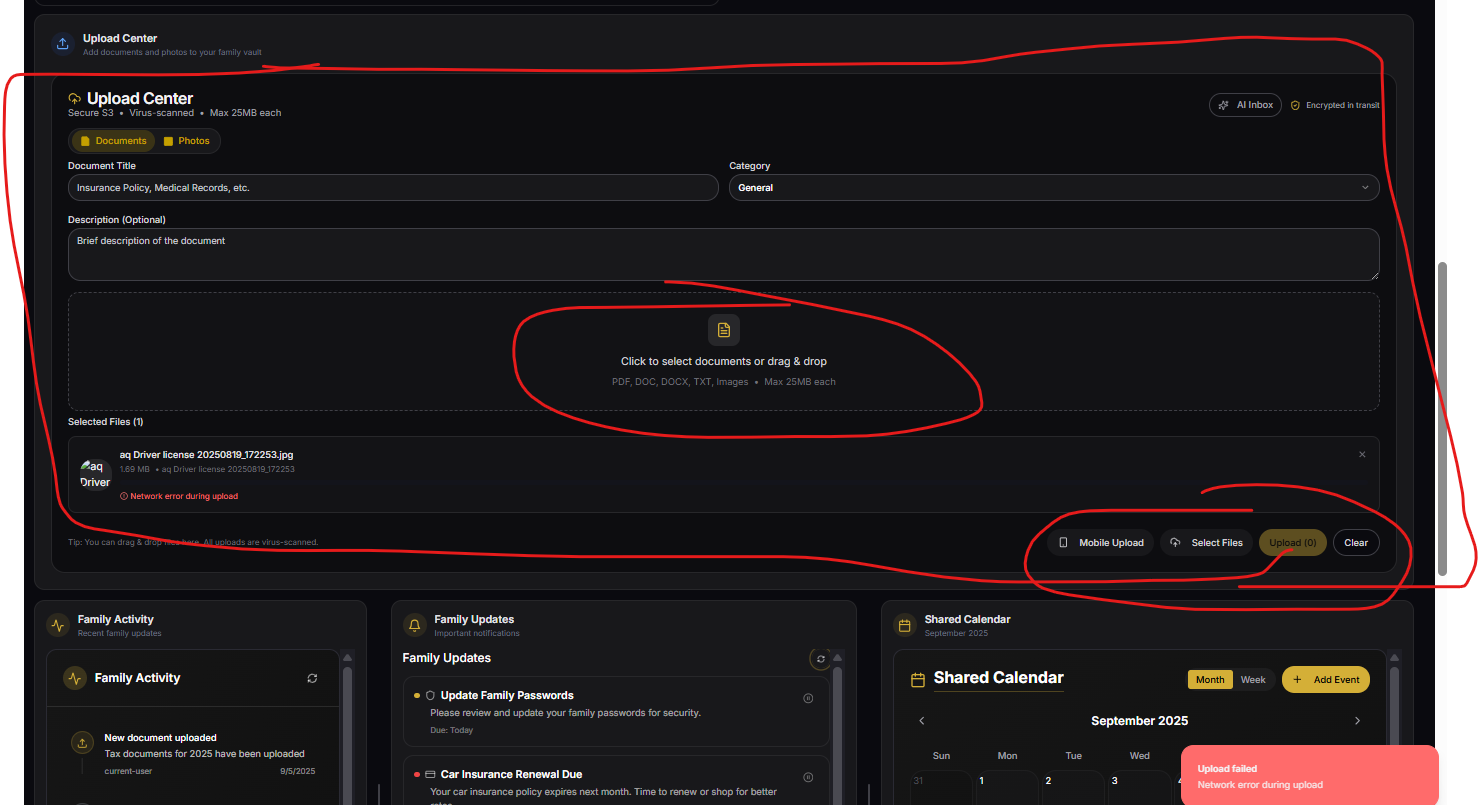 Upload Center
Add documents and photos to your family vault
Upload Center
Secure S3 • Virus-scanned • Max 25MB each
AI Inbox
Encrypted in transit
Documents
Photos
Document Title
Category
Insurance Policy, Medical Records, etc.
General
Description (Optional)
Brief description of the document
Click to select documents or drag & drop
PDF, DOC, DOCX, TXT, Images • Max 25MB each
Selected Files (1)
aq Driver license 20250819_172253.jpg
1.69 MB • aq Driver license 20250819_172253
aq
Driver
Network error during upload
Tip: You can drag & drop files here. All uploads are virus-scanned.
Mobile Upload
Select Files
Upload (0)
Clear
Family Activity
Recent family updates
Family Activity
New document uploaded
Tax documents for 2025 have been uploaded
current-user
9/5/2025
Family Updates
Important notifications
Family Updates
Update Family Passwords
Please review and update your family passwords for security.
Due: Today
Car Insurance Renewal Due
Your car insurance policy expires next month. Time to renew or shop for better
Shared Calendar
September 2025
Shared Calendar
Month
Week
+ Add Event
September 2025
Sun Mon Tue Wed
31 1 2 3
Upload failed
Network error during upload